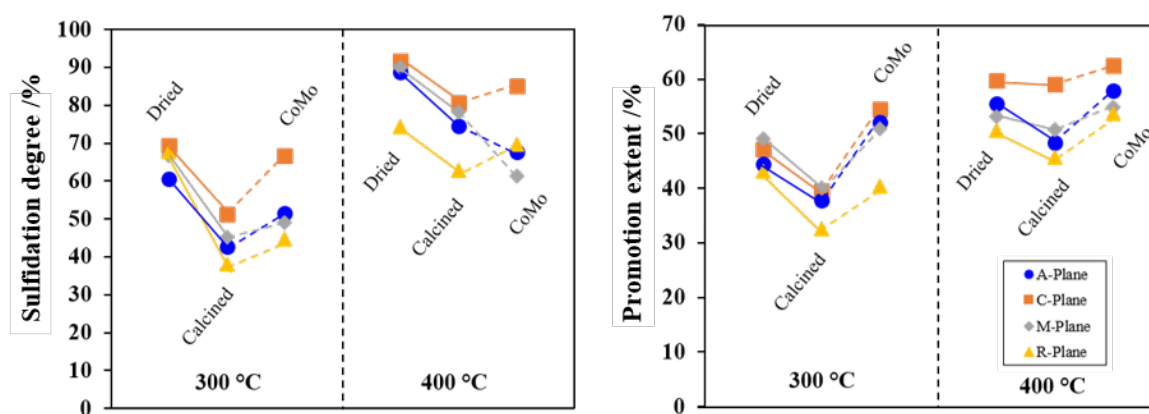 Sulfidation degree /%
100
90
80
70
60
50
40
30
20
10
0
Dried
Calcined
CoMo
300 °C
Dried
Calcined
CoMo
400 °C
Promotion extent /%
70
60
50
40
30
20
10
0
Dried
Calcined
CoMo
300 °C
Dried
Calcined
CoMo
400 °C
A-Plane
C-Plane
M-Plane
R-Plane